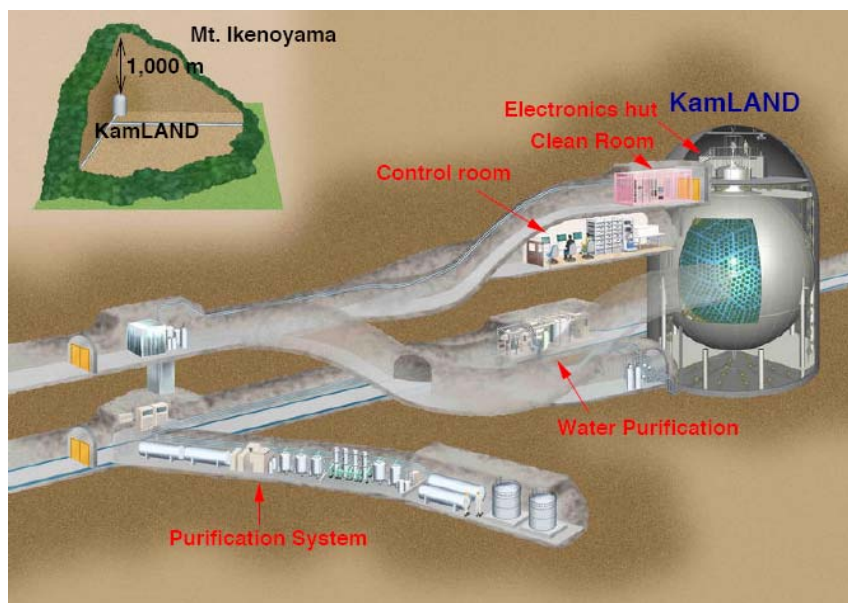 Mt. Ikenoyama
1,000 m
KamLAND
Electronics hut
KamLAND
Clean Room
Control room
Water Purification
Purification System